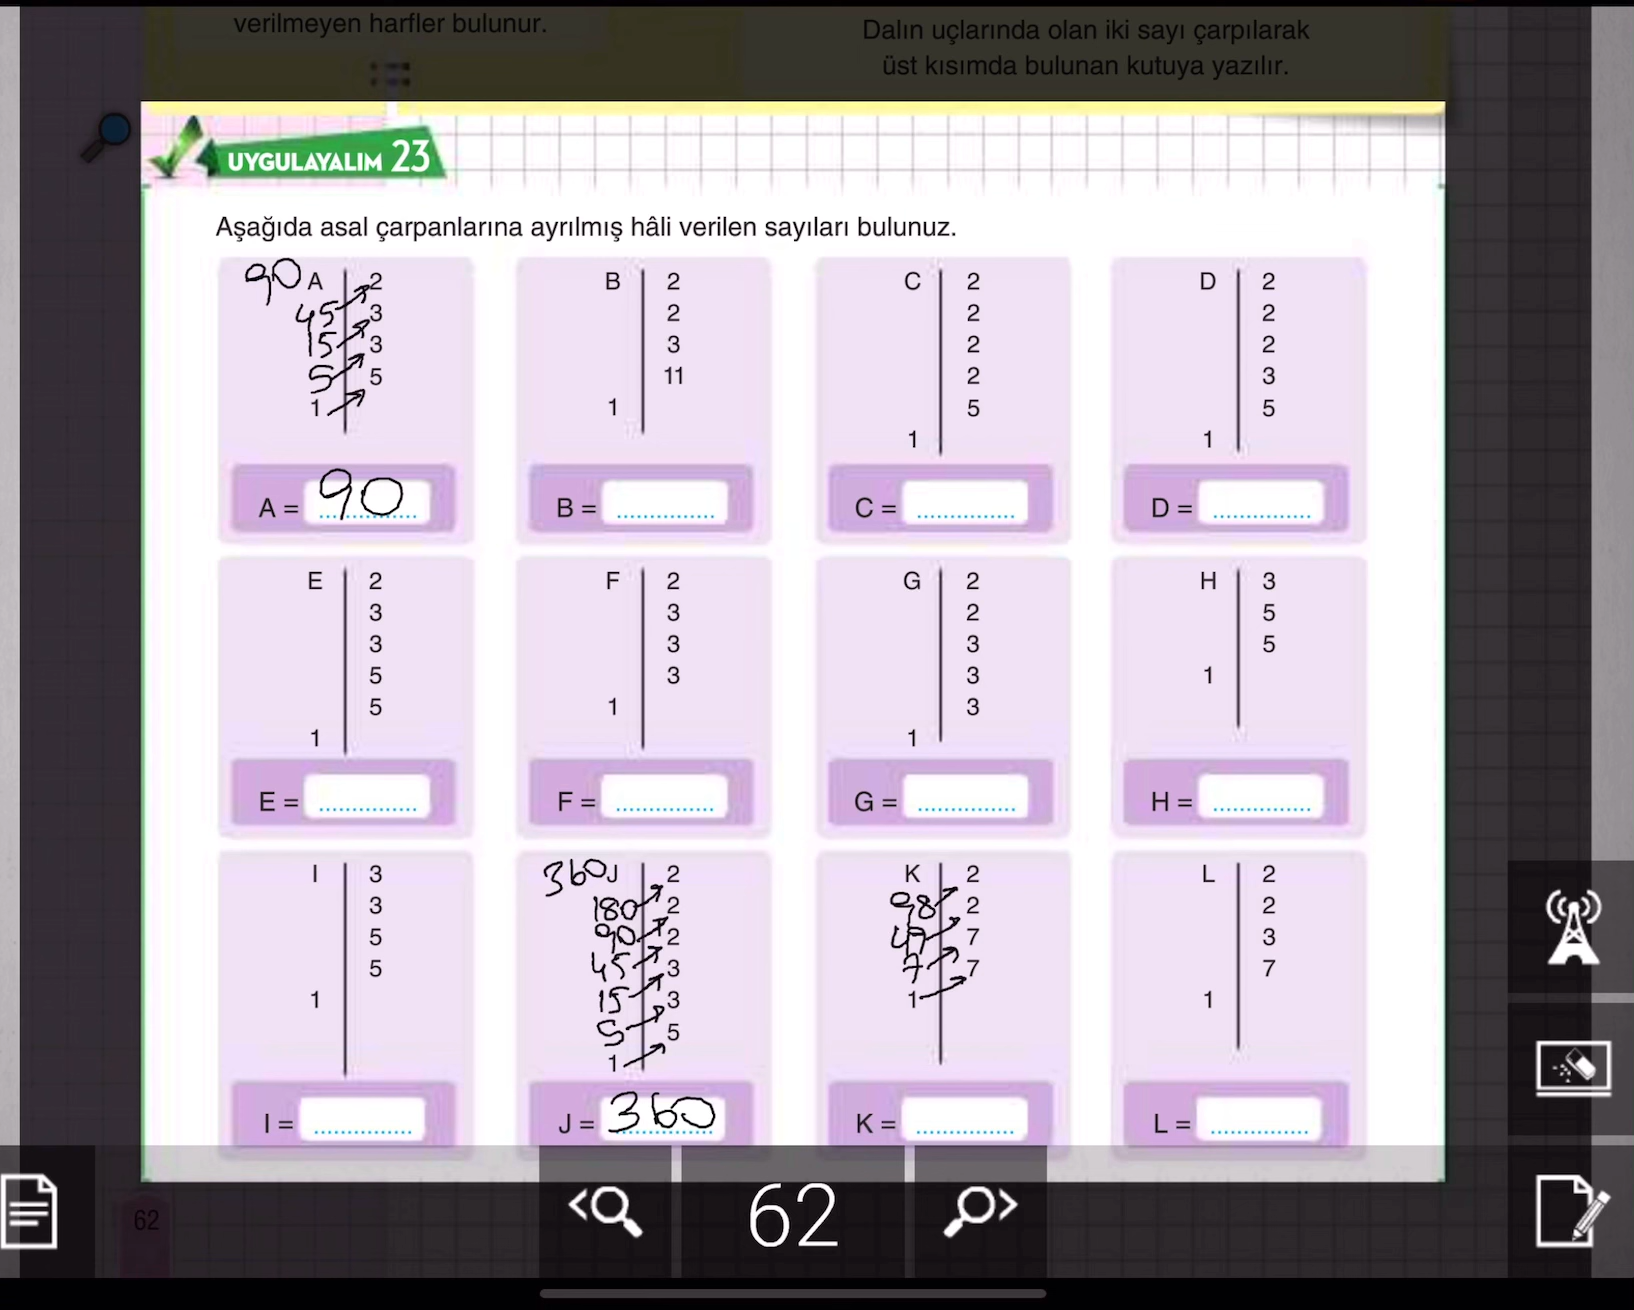 verilmeyen harfler bulunur.
Dalın uçlarında olan iki sayı çarpılarak
üst kısımda bulunan kutuya yazılır.
UYGULAYALIM 23
Aşağıda asal çarpanlarına ayrılmış hâli verilen sayıları bulunuz.
90 A 2
45 3
15 3
5 5
1
A = 90
B 2
2
3
11
1
B = ..............
C 2
2
2
2
5
1
C = ..............
D 2
2
2
3
5
1
D = ..............
E 2
3
3
5
5
1
E = ..............
F 2
3
3
3
1
F = ..............
G 2
2
3
3
3
1
G = ..............
H 3
5
5
1
H = ..............
I 3
3
5
5
1
I = ..............
360 J 2
180 2
90 2
45 3
15 3
5 5
1
J = 360
K 2
98 2
7
7 7
1
K = ..............
L 2
2
3
7
1
L = ..............
62
62